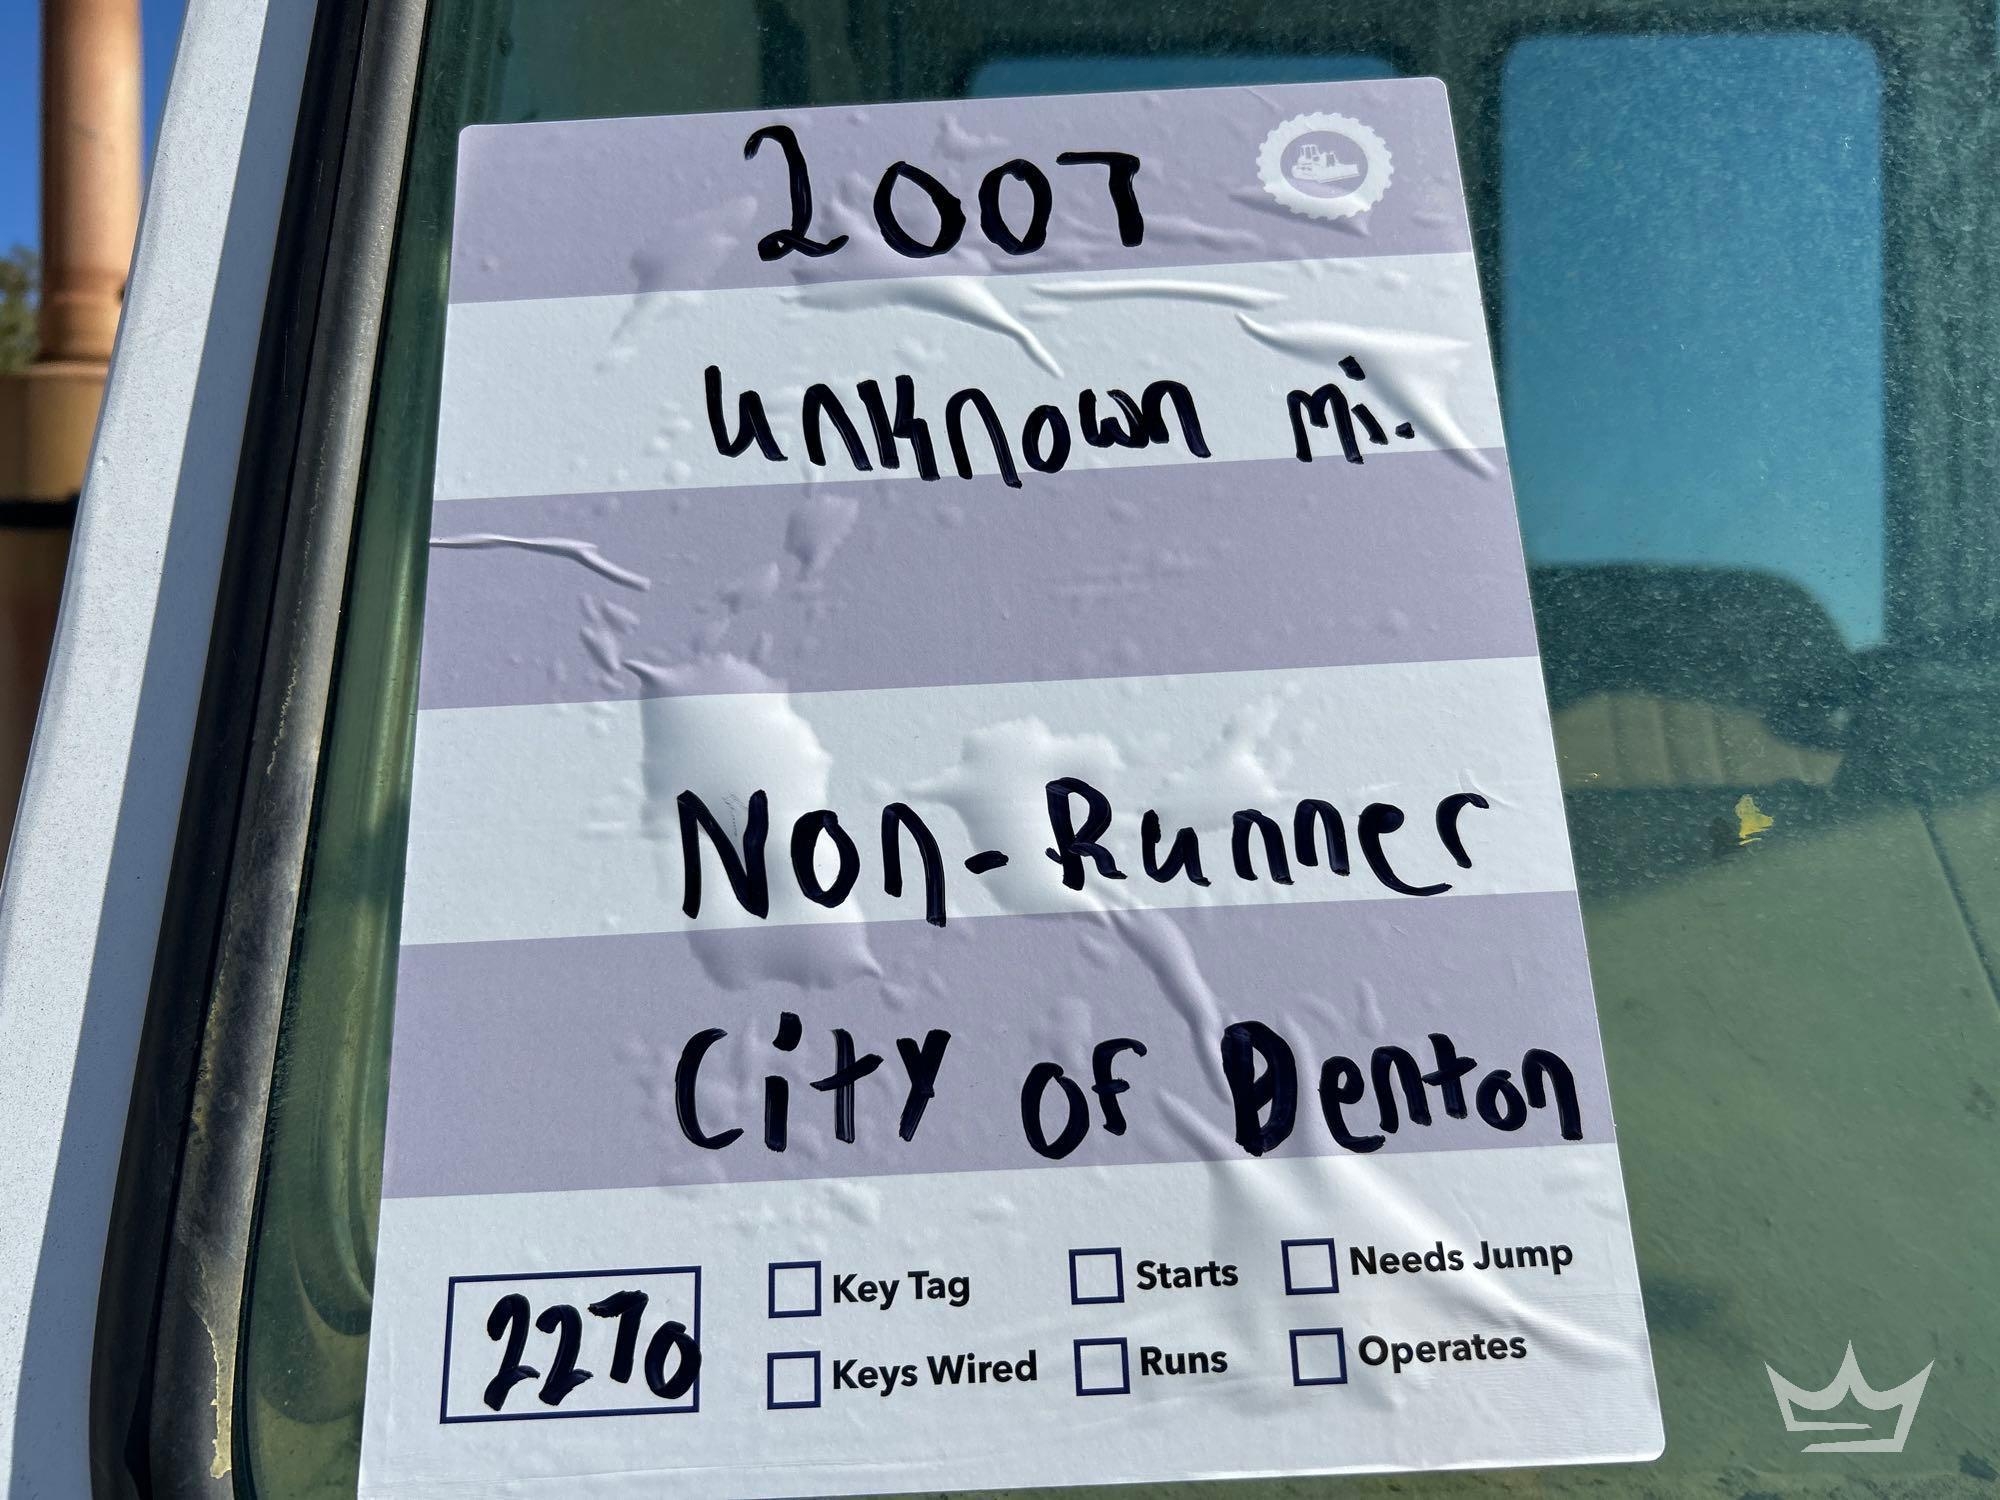 2007
unknown mi.
Non-Runner
City of Denton
2270
Key Tag
Starts
Needs Jump
Keys Wired
Runs
Operates